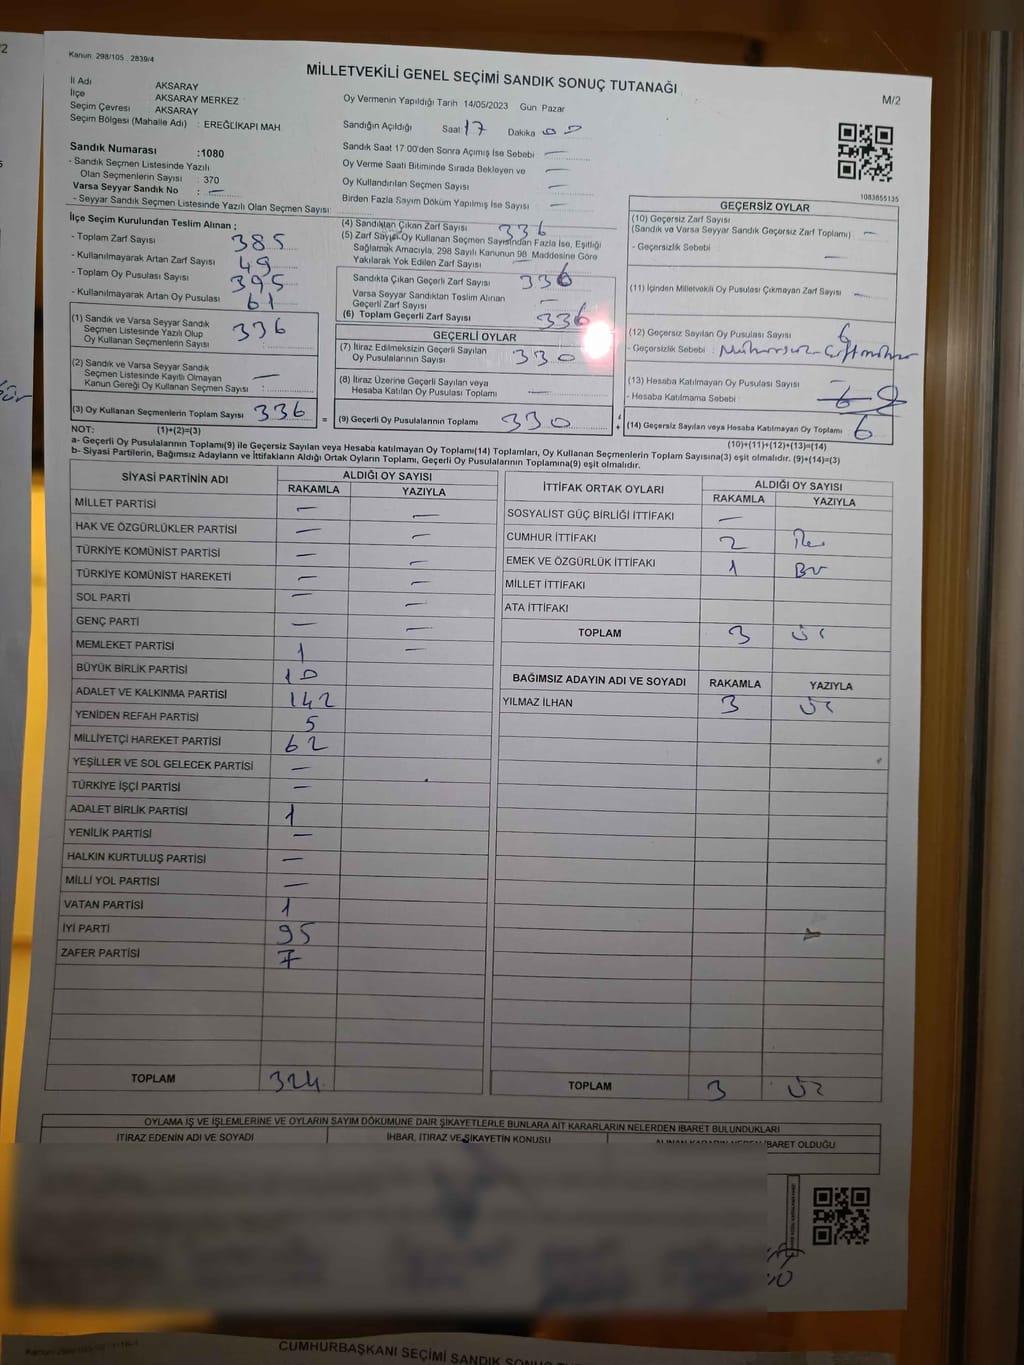 Kanun 298/105 . 2839/4
MİLLETVEKİLİ GENEL SEÇİMİ SANDIK SONUÇ TUTANAĞI
M/2
İl Adı AKSARAY
İlçe AKSARAY MERKEZ
Seçim Çevresi AKSARAY
Seçim Bölgesi (Mahalle Adı) : EREĞLİKAPI MAH
Oy Vermenin Yapıldığı Tarih 14/05/2023 Gün Pazar
Sandığın Açıldığı Saat: 17 Dakika 00
Sandık Saat 17 00'den Sonra Açımış İse Sebebi —
Oy Verme Saati Bitiminde Sırada Bekleyen ve —
Oy Kullandırılan Seçmen Sayısı —
Birden Fazla Sayım Döküm Yapılmış İse Sayısı —
Sandık Numarası :1080
- Sandık Seçmen Listesinde Yazılı
Olan Seçmenlerin Sayısı : 370
Varsa Seyyar Sandık No : —
- Seyyar Sandık Seçmen Listesinde Yazılı Olan Seçmen Sayısı:
1083855135
İlçe Seçim Kurulundan Teslim Alınan ;
- Toplam Zarf Sayısı 385
- Kullanılmayarak Artan Zarf Sayısı 49
- Toplam Oy Pusulası Sayısı 395
- Kullanılmayarak Artan Oy Pusulası 61
(1) Sandık ve Varsa Seyyar Sandık
Seçmen Listesinde Yazılı Olup
Oy Kullanan Seçmenlerin Sayısı 336
(2) Sandık ve Varsa Seyyar Sandık
Seçmen Listesinde Kayıtlı Olmayan
Kanun Gereği Oy Kullanan Seçmen Sayısı : —
(3) Oy Kullanan Seçmenlerin Toplam Sayısı 336
(4) Sandıktan Çıkan Zarf Sayısı 336
(5) Zarf Sayısı Oy Kullanan Seçmen Sayısından Fazla İse, Eşitliği
Sağlamak Amacıyla, 298 Sayılı Kanunun 98. Maddesine Göre
Yakılarak Yok Edilen Zarf Sayısı —
Sandıkta Çıkan Geçerli Zarf Sayısı 336
Varsa Seyyar Sandıktan Teslim Alınan
Geçerli Zarf Sayısı —
(6) Toplam Geçerli Zarf Sayısı 336
GEÇERLİ OYLAR
(7) İtiraz Edilmeksizin Geçerli Sayılan
Oy Pusulalarının Sayısı 330
(8) İtiraz Üzerine Geçerli Sayılan veya
Hesaba Katılan Oy Pusulası Toplamı —
= (9) Geçerli Oy Pusulalarının Toplamı 330
GEÇERSİZ OYLAR
(10) Geçersiz Zarf Sayısı
(Sandık ve Varsa Seyyar Sandık Geçersiz Zarf Toplamı) —
- Geçersizlik Sebebi —
(11) İçinden Milletvekili Oy Pusulası Çıkmayan Zarf Sayısı —
(12) Geçersiz Sayılan Oy Pusulası Sayısı 6
- Geçersizlik Sebebi :
(13) Hesaba Katılmayan Oy Pusulası Sayısı —
- Hesaba Katılmama Sebebi :
+ (14) Geçersiz Sayılan veya Hesaba Katılmayan Oy Toplamı 6
NOT: (1)+(2)=(3)
(10)+(11)+(12)+(13)=(14)
a- Geçerli Oy Pusulalarının Toplamı(9) ile Geçersiz Sayılan veya Hesaba katılmayan Oy Toplamı(14) Toplamları, Oy Kullanan Seçmenlerin Toplam Sayısına(3) eşit olmalıdır. (9)+(14)=(3)
b- Siyasi Partilerin, Bağımsız Adayların ve İttifakların Aldığı Ortak Oyların Toplamı, Geçerli Oy Pusulalarının Toplamına(9) eşit olmalıdır.
SİYASİ PARTİNİN ADI ALDIĞI OY SAYISI
RAKAMLA YAZIYLA
MİLLET PARTİSİ — —
HAK VE ÖZGÜRLÜKLER PARTİSİ — —
TÜRKİYE KOMÜNİST PARTİSİ — —
TÜRKİYE KOMÜNİST HAREKETİ — —
SOL PARTİ — —
GENÇ PARTİ — —
MEMLEKET PARTİSİ 1 —
BÜYÜK BİRLİK PARTİSİ 10
ADALET VE KALKINMA PARTİSİ 142
YENİDEN REFAH PARTİSİ 5
MİLLİYETÇİ HAREKET PARTİSİ 62
YEŞİLLER VE SOL GELECEK PARTİSİ —
TÜRKİYE İŞÇİ PARTİSİ —
ADALET BİRLİK PARTİSİ 1
YENİLİK PARTİSİ —
HALKIN KURTULUŞ PARTİSİ —
MİLLİ YOL PARTİSİ —
VATAN PARTİSİ 1
İYİ PARTİ 95
ZAFER PARTİSİ 7
TOPLAM 324
İTTİFAK ORTAK OYLARI ALDIĞI OY SAYISI
RAKAMLA YAZIYLA
SOSYALİST GÜÇ BİRLİĞİ İTTİFAKI —
CUMHUR İTTİFAKI 2 İki
EMEK VE ÖZGÜRLÜK İTTİFAKI 1 Bir
MİLLET İTTİFAKI
ATA İTTİFAKI
TOPLAM 3 Üç
BAĞIMSIZ ADAYIN ADI VE SOYADI RAKAMLA YAZIYLA
YILMAZ İLHAN 3 Üç
TOPLAM 3 Üç
OYLAMA İŞ VE İŞLEMLERİNE VE OYLARIN SAYIM DÖKÜMÜNE DAİR ŞİKAYETLERLE BUNLARA AİT KARARLARIN NELERDEN İBARET BULUNDUKLARI
İTİRAZ EDENİN ADI VE SOYADI İHBAR, İTİRAZ VE ŞİKAYETİN KONUSU İBARET OLDUĞU
CUMHURBAŞKANI SEÇİMİ SANDIK